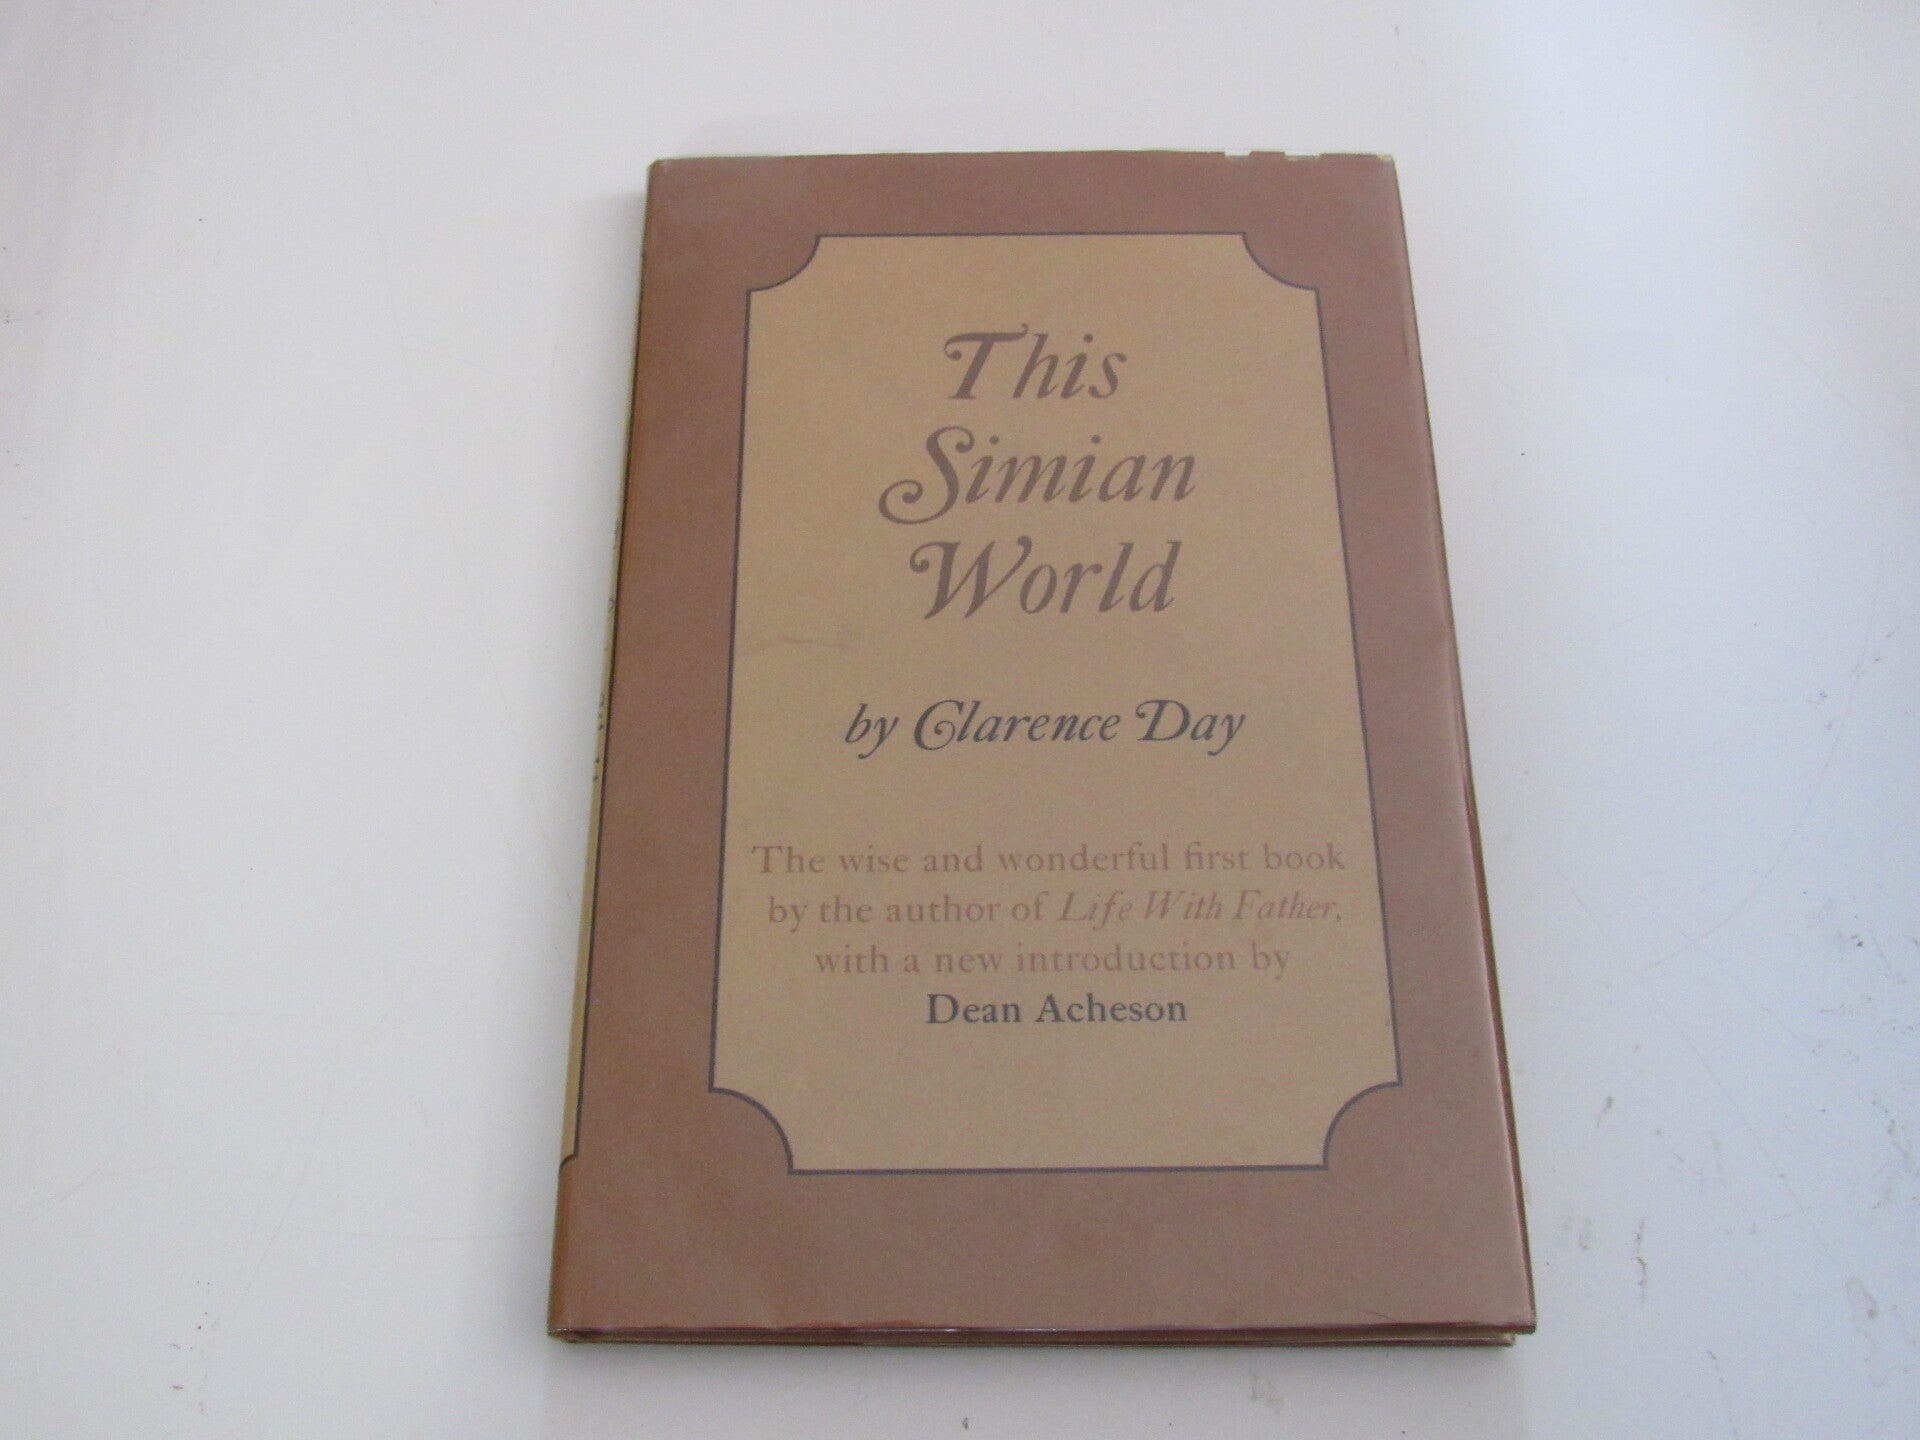 This
Simian
World
by Clarence Day
The wise and wonderful first book
by the author of Life With Father,
with a new introduction by
Dean Acheson